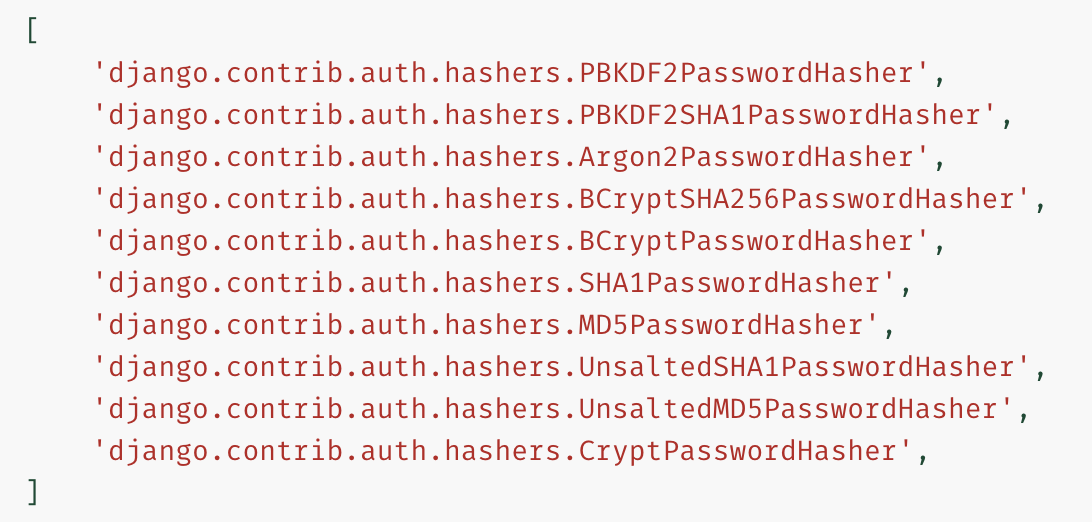 [
    'django.contrib.auth.hashers.PBKDF2PasswordHasher',
    'django.contrib.auth.hashers.PBKDF2SHA1PasswordHasher',
    'django.contrib.auth.hashers.Argon2PasswordHasher',
    'django.contrib.auth.hashers.BCryptSHA256PasswordHasher',
    'django.contrib.auth.hashers.BCryptPasswordHasher',
    'django.contrib.auth.hashers.SHA1PasswordHasher',
    'django.contrib.auth.hashers.MD5PasswordHasher',
    'django.contrib.auth.hashers.UnsaltedSHA1PasswordHasher',
    'django.contrib.auth.hashers.UnsaltedMD5PasswordHasher',
    'django.contrib.auth.hashers.CryptPasswordHasher',
]